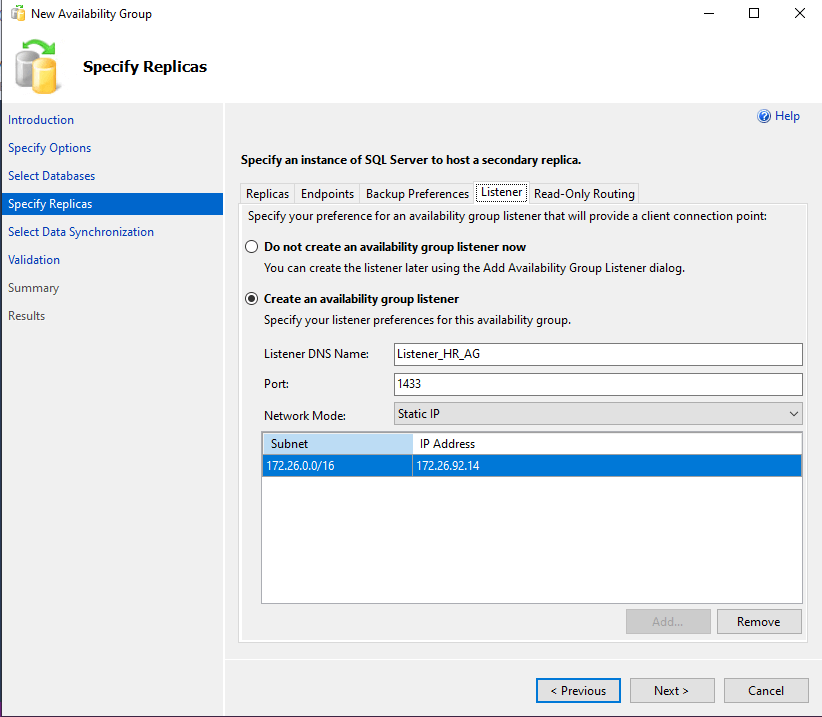 New Availability Group
Specify Replicas
Introduction
Specify Options
Select Databases
Specify Replicas
Select Data Synchronization
Validation
Summary
Results
Help
Specify an instance of SQL Server to host a secondary replica.
Replicas Endpoints Backup Preferences Listener Read-Only Routing
Specify your preference for an availability group listener that will provide a client connection point:
Do not create an availability group listener now
You can create the listener later using the Add Availability Group Listener dialog.
Create an availability group listener
Specify your listener preferences for this availability group.
Listener DNS Name: Listener_HR_AG
Port: 1433
Network Mode: Static IP
Subnet IP Address
172.26.0.0/16 172.26.92.14
Add... Remove
< Previous Next > Cancel